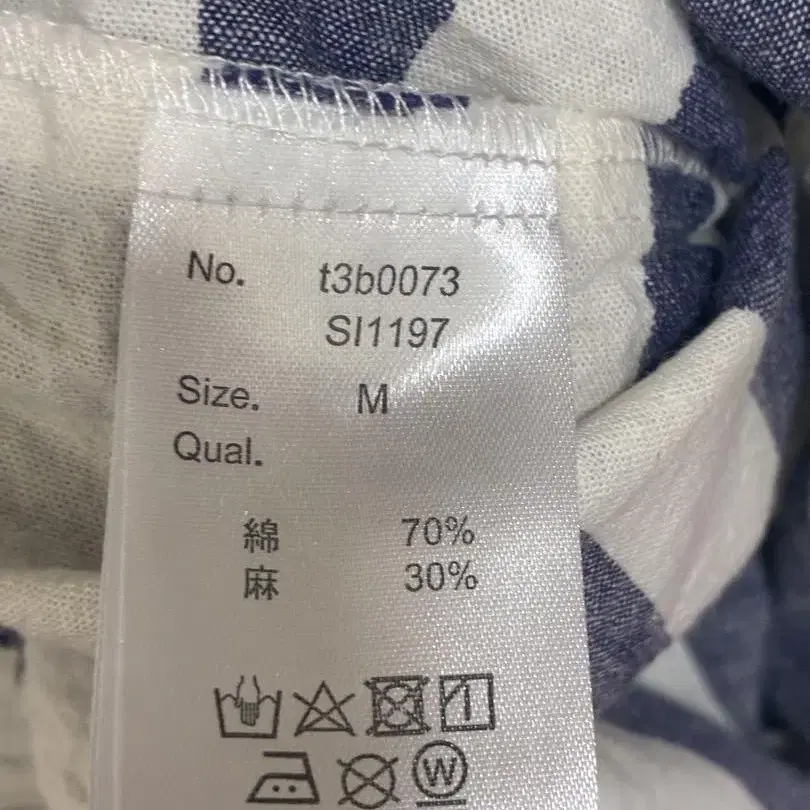 No. t3b0073
SI1197
Size. M
Qual.
綿 70%
麻 30%
W